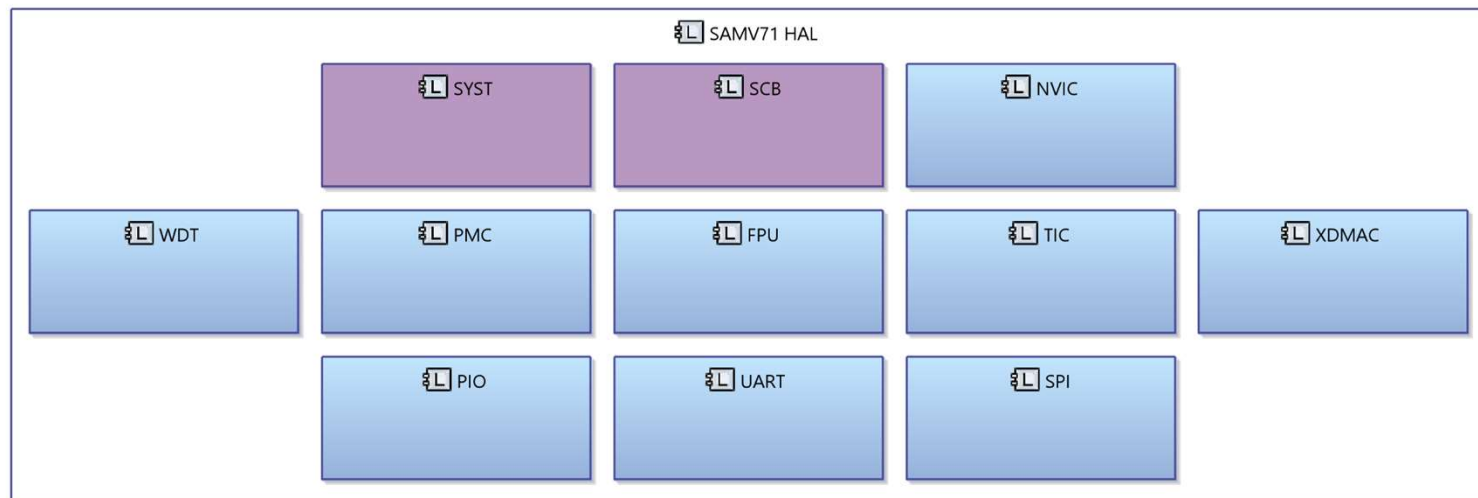 SAMV71 HAL
SYST
SCB
NVIC
WDT
PMC
FPU
TIC
XDMAC
PIO
UART
SPI